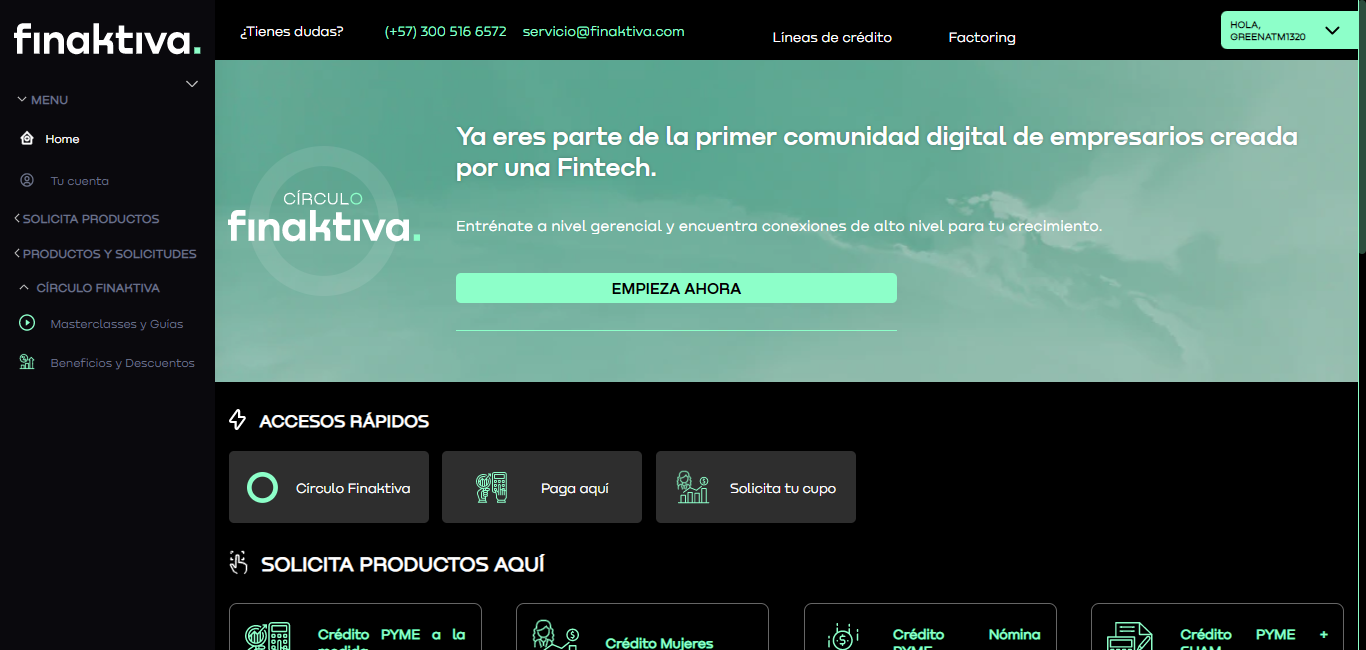 finaktiva.
MENU
Home
Tu cuenta
SOLICITA PRODUCTOS
PRODUCTOS Y SOLICITUDES
CÍRCULO FINAKTIVA
Masterclasses y Guías
Beneficios y Descuentos
¿Tienes dudas? (+57) 300 516 6572 servicio@finaktiva.com Líneas de crédito Factoring
HOLA,
GREENATM1320
CÍRCULO
finaktiva.
Ya eres parte de la primer comunidad digital de empresarios creada
por una Fintech.
Entrénate a nivel gerencial y encuentra conexiones de alto nivel para tu crecimiento.
EMPIEZA AHORA
ACCESOS RÁPIDOS
Círculo Finaktiva
Paga aquí
Solicita tu cupo
SOLICITA PRODUCTOS AQUÍ
Crédito PYME a la
medida
Crédito Mujeres
Crédito Nómina
PYME
Crédito PYME +